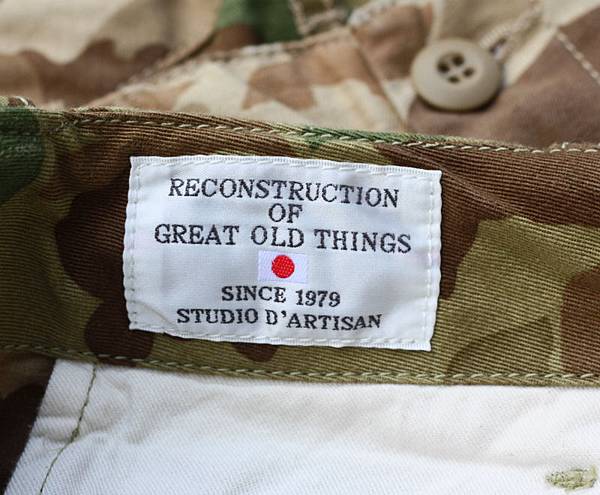 RECONSTRUCTION
OF
GREAT OLD THINGS
SINCE 1979
STUDIO D'ARTISAN